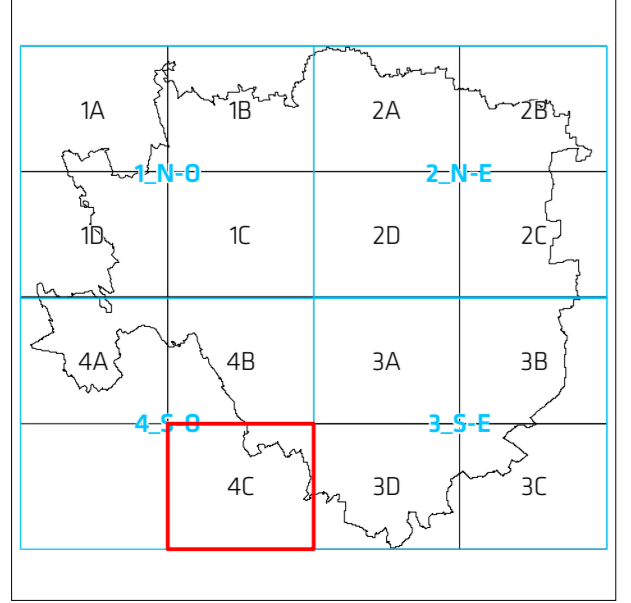 1A 1B 2A 2B
1_N-O 2_N-E
1D 1C 2D 2C
4A 4B 3A 3B
4_S-O 3_S-E
4C 3D 3C